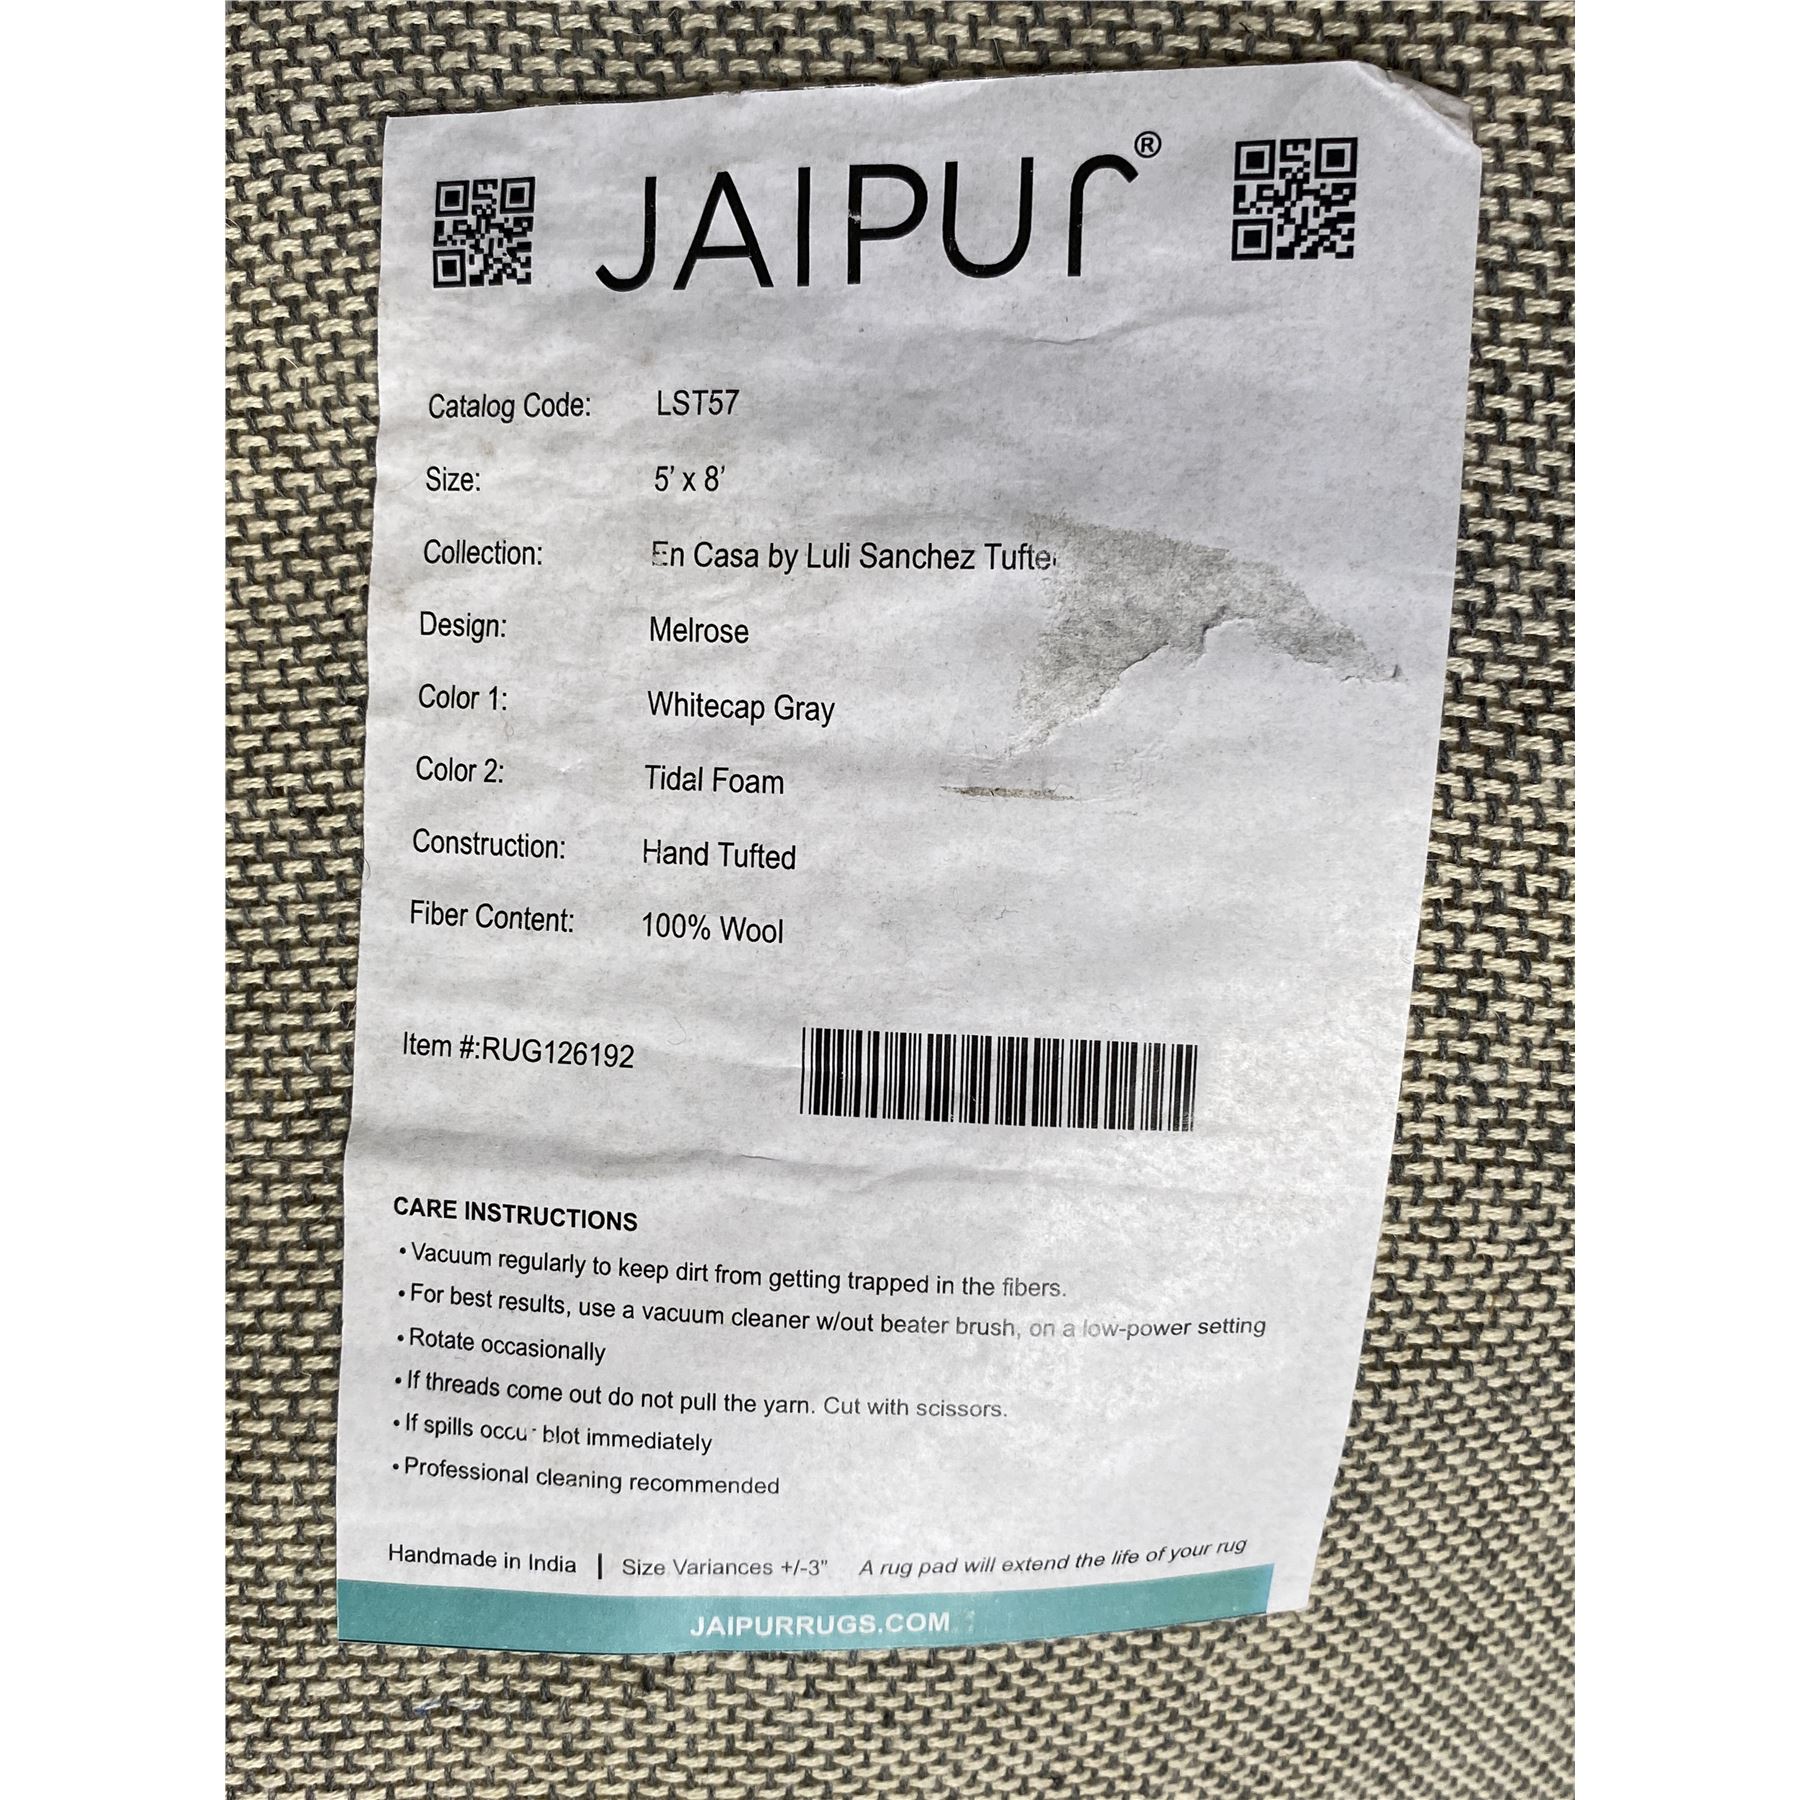 JAIPUr®
Catalog Code: LST57
Size: 5' x 8'
Collection: En Casa by Luli Sanchez Tufte
Design: Melrose
Color 1: Whitecap Gray
Color 2: Tidal Foam
Construction: Hand Tufted
Fiber Content: 100% Wool
Item #:RUG126192
CARE INSTRUCTIONS
• Vacuum regularly to keep dirt from getting trapped in the fibers.
• For best results, use a vacuum cleaner w/out beater brush, on a low-power setting
• Rotate occasionally
• If threads come out do not pull the yarn. Cut with scissors.
• If spills occur blot immediately
• Professional cleaning recommended
Handmade in India | Size Variances +/-3" A rug pad will extend the life of your rug
JAIPURRUGS.COM